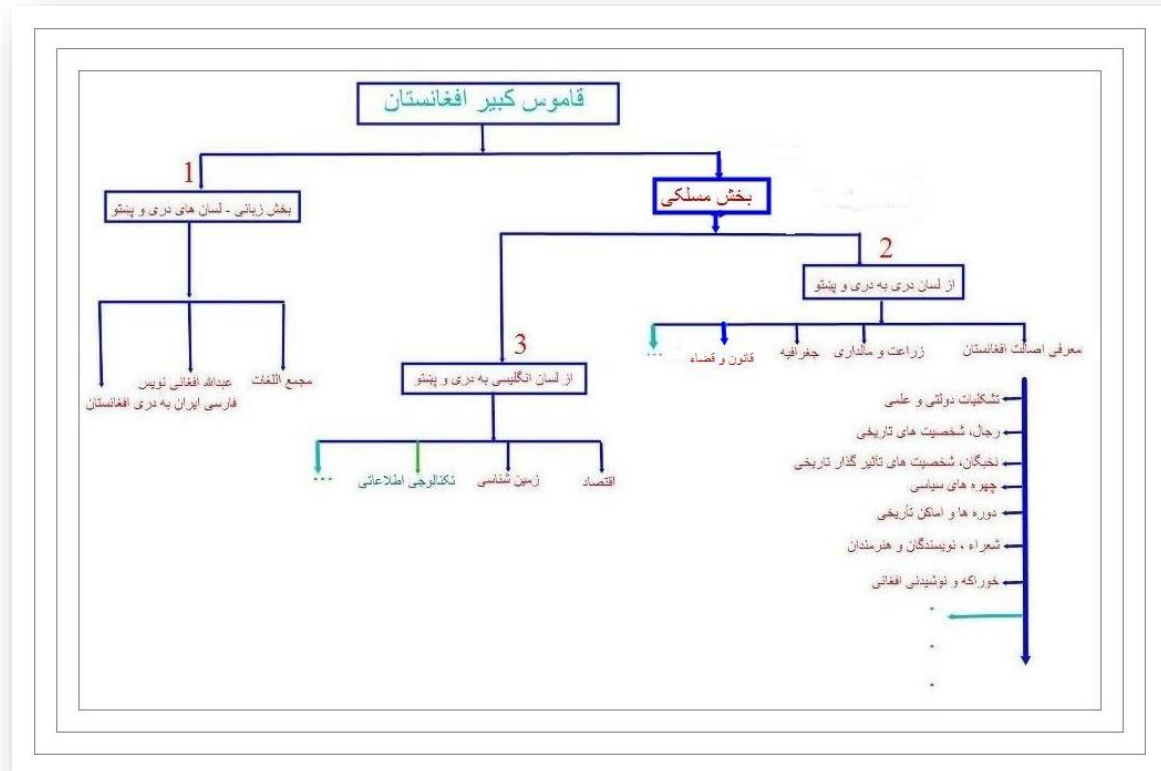 قاموس کبیر افغانستان
1
بخش زبانی - لسان های دری و پښتو
مجمع اللغات
عبدالله افغانی نویس
فارسی ایران به دری افغانستان
بخش مسلکی
2
از لسان دری به دری و پښتو
معرفی اصالت افغانستان
زراعت و مالداری
جغرافیه
قانون و قضاء
...
تشکلیات دولتی و علمی
رجال، شخصیت های تاریخی
نخبگان، شخصیت های تأثیر گذار تاریخی
چهره های سیاسی
دوره ها و اماکن تأریخی
شعراء ، نویسندگان و هنرمندان
خوراکه و نوشیدنی افغانی
.
.
.
3
از لسان انگلیسی به دری و پښتو
اقتصاد
زمین شناسی
تکنالوجی اطلاعاتی
...